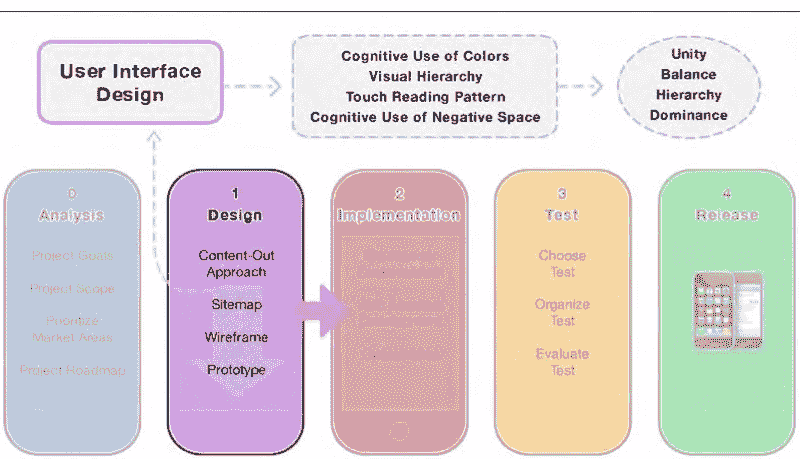 User Interface
Design
Cognitive Use of Colors
Visual Hierarchy
Touch Reading Pattern
Cognitive Use of Negative Space
Unity
Balance
Hierarchy
Dominance
0
Analysis
Project Goals
Project Scope
Prioritize
Market Areas
Project Roadmap
1
Design
Content-Out
Approach
Sitemap
Wireframe
Prototype
2
Implementation
3
Test
Choose
Test
Organize
Test
Evaluate
Test
4
Release